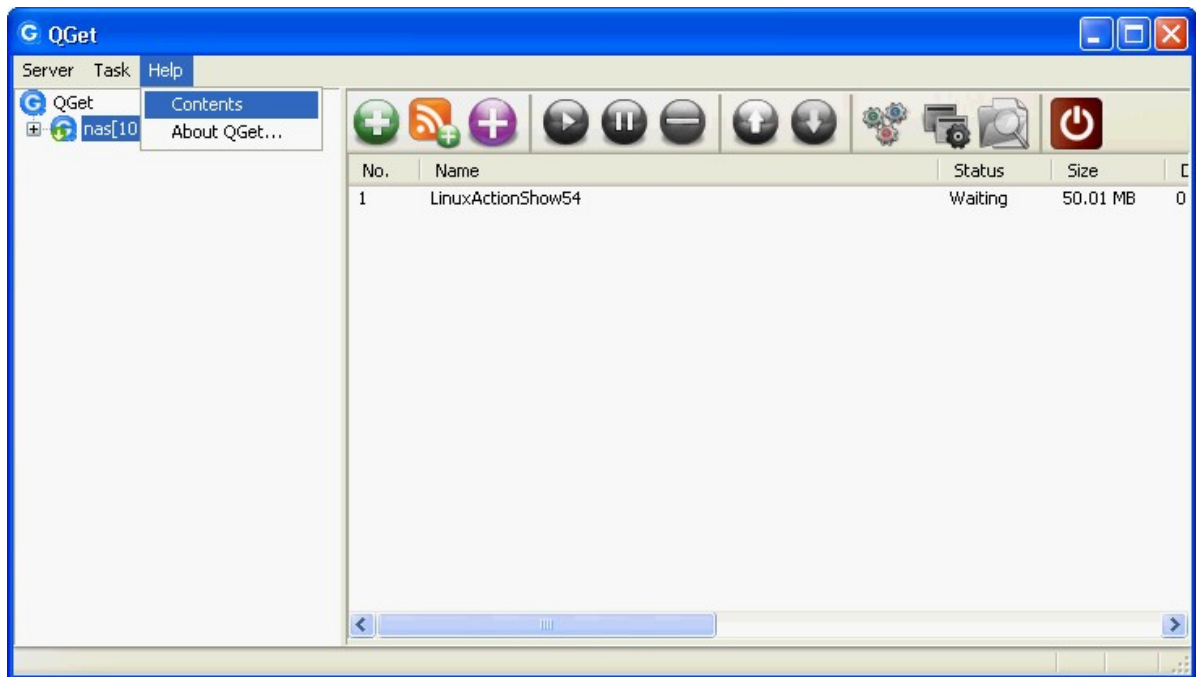 QGet
Server Task Help
QGet
nas[10
Contents
About QGet...
No. Name Status Size
1 LinuxActionShow54 Waiting 50.01 MB 0